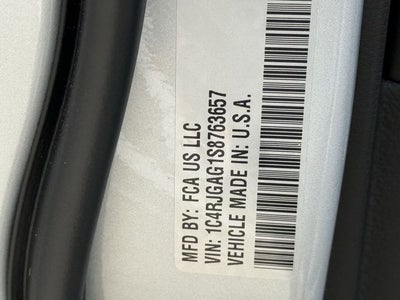 MFD BY: FCA US LLC
VIN: 1C4RJGAG1S8763657
VEHICLE MADE IN: U.S.A.